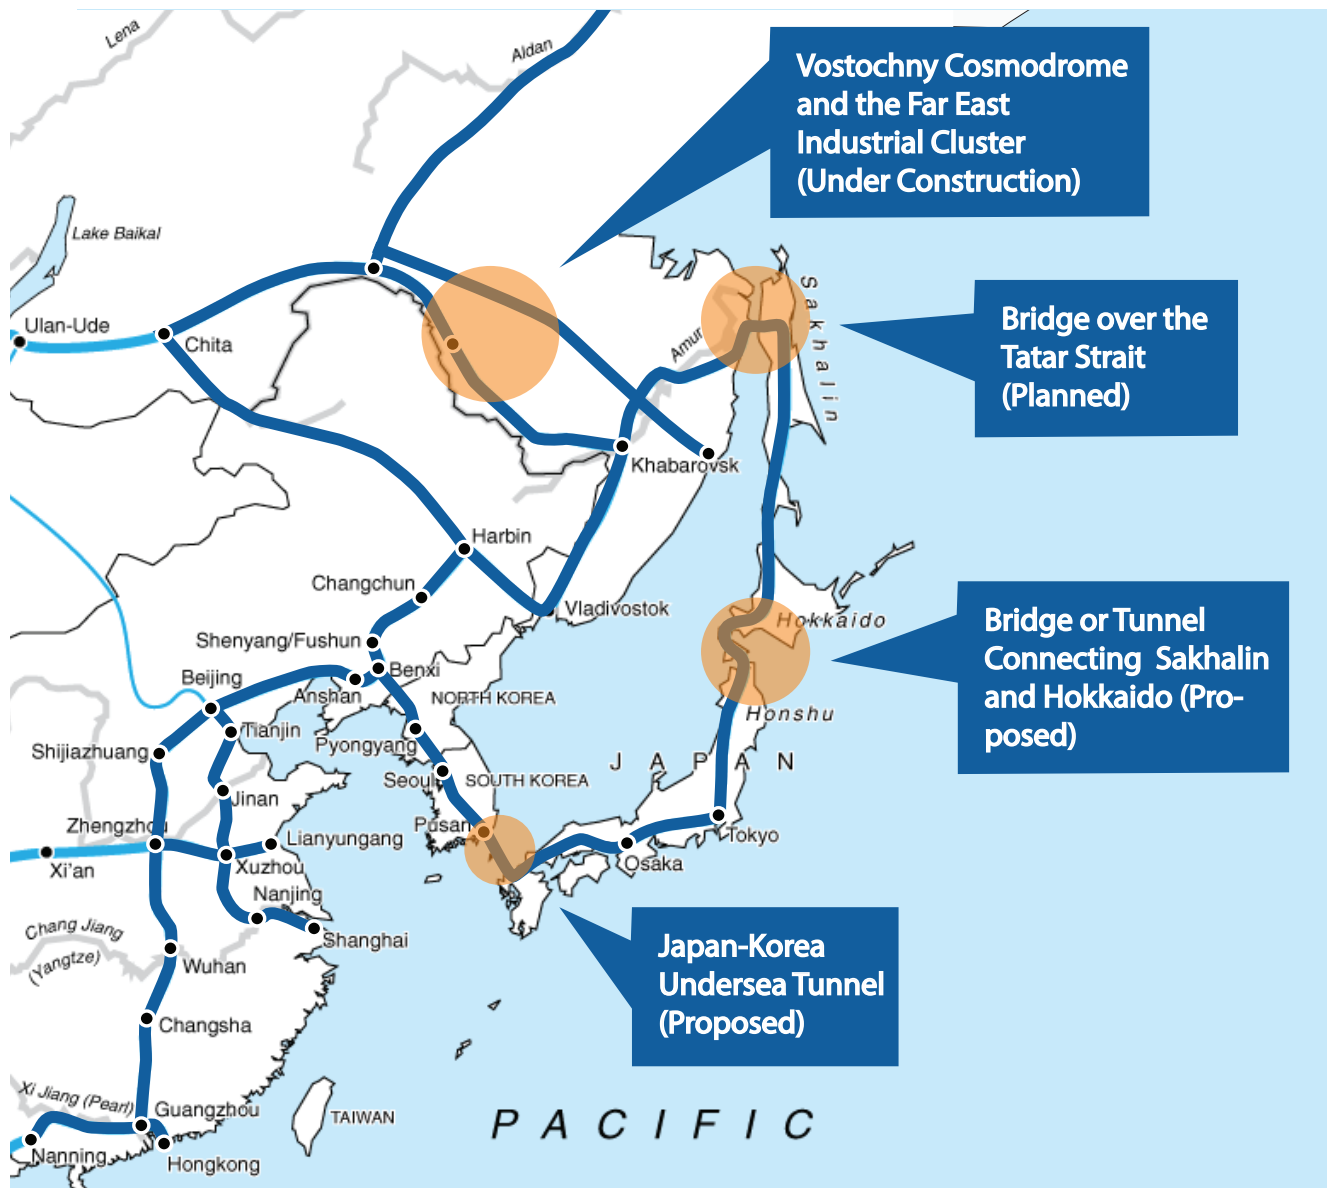 Lena
Aldan
Vostochny Cosmodrome
and the Far East
Industrial Cluster
(Under Construction)
Lake Baikal
Sakhalin
Ulan-Ude
Chita
Amur
Bridge over the
Tatar Strait
(Planned)
Khabarovsk
Harbin
Changchun
Vladivostok
Hokkaido
Bridge or Tunnel
Connecting Sakhalin
and Hokkaido (Pro-
posed)
Shenyang/Fushun
Benxi
Beijing
Anshan
NORTH KOREA
Honshu
Tianjin
Pyongyang
Shijiazhuang
JAPAN
Seoul
SOUTH KOREA
Jinan
Zhengzhou
Pusan
Lianyungang
Tokyo
Xi'an
Xuzhou
Osaka
Nanjing
Chang Jiang
(Yangtze)
Shanghai
Wuhan
Japan-Korea
Undersea Tunnel
(Proposed)
Changsha
Xi Jiang (Pearl)
Guangzhou
TAIWAN
PACIFIC
Nanning
Hongkong